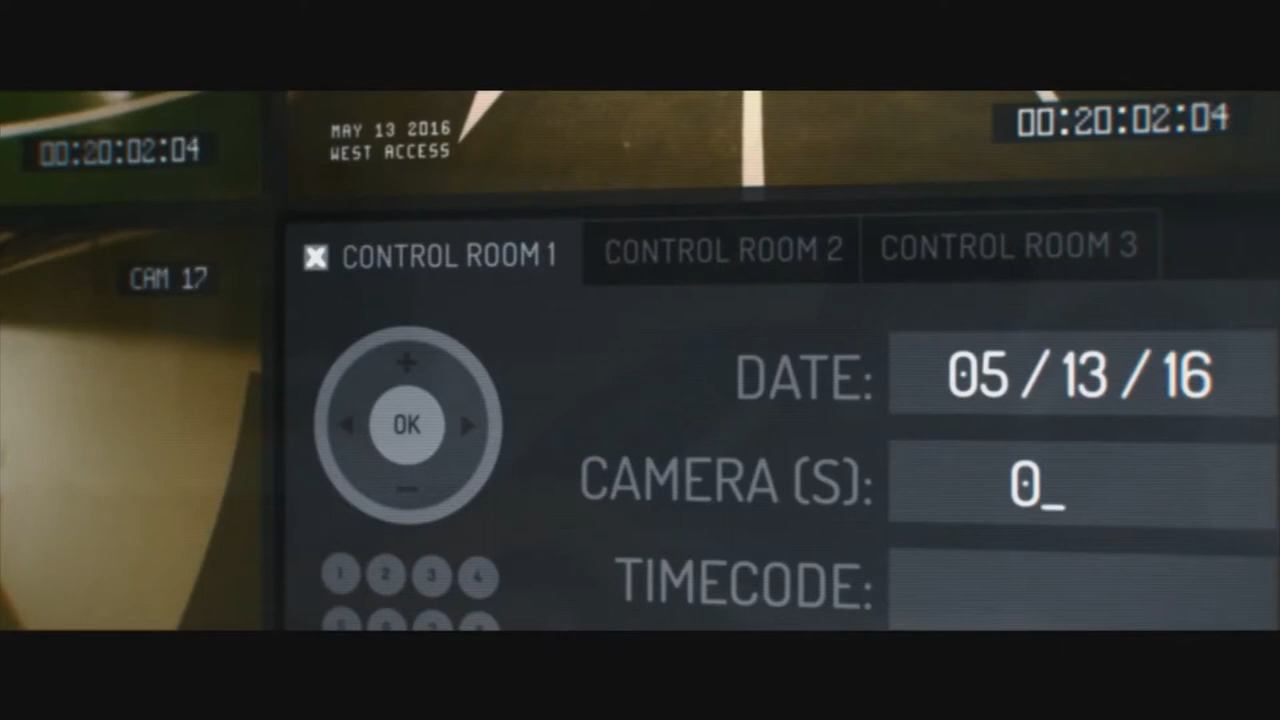 00:20:02:04
MAY 13 2016
WEST ACCESS
00:20:02:04
CAM 17
CONTROL ROOM 1
CONTROL ROOM 2
CONTROL ROOM 3
OK
DATE:
05 / 13 / 16
CAMERA (S):
0_
TIMECODE:
1 2 3 4